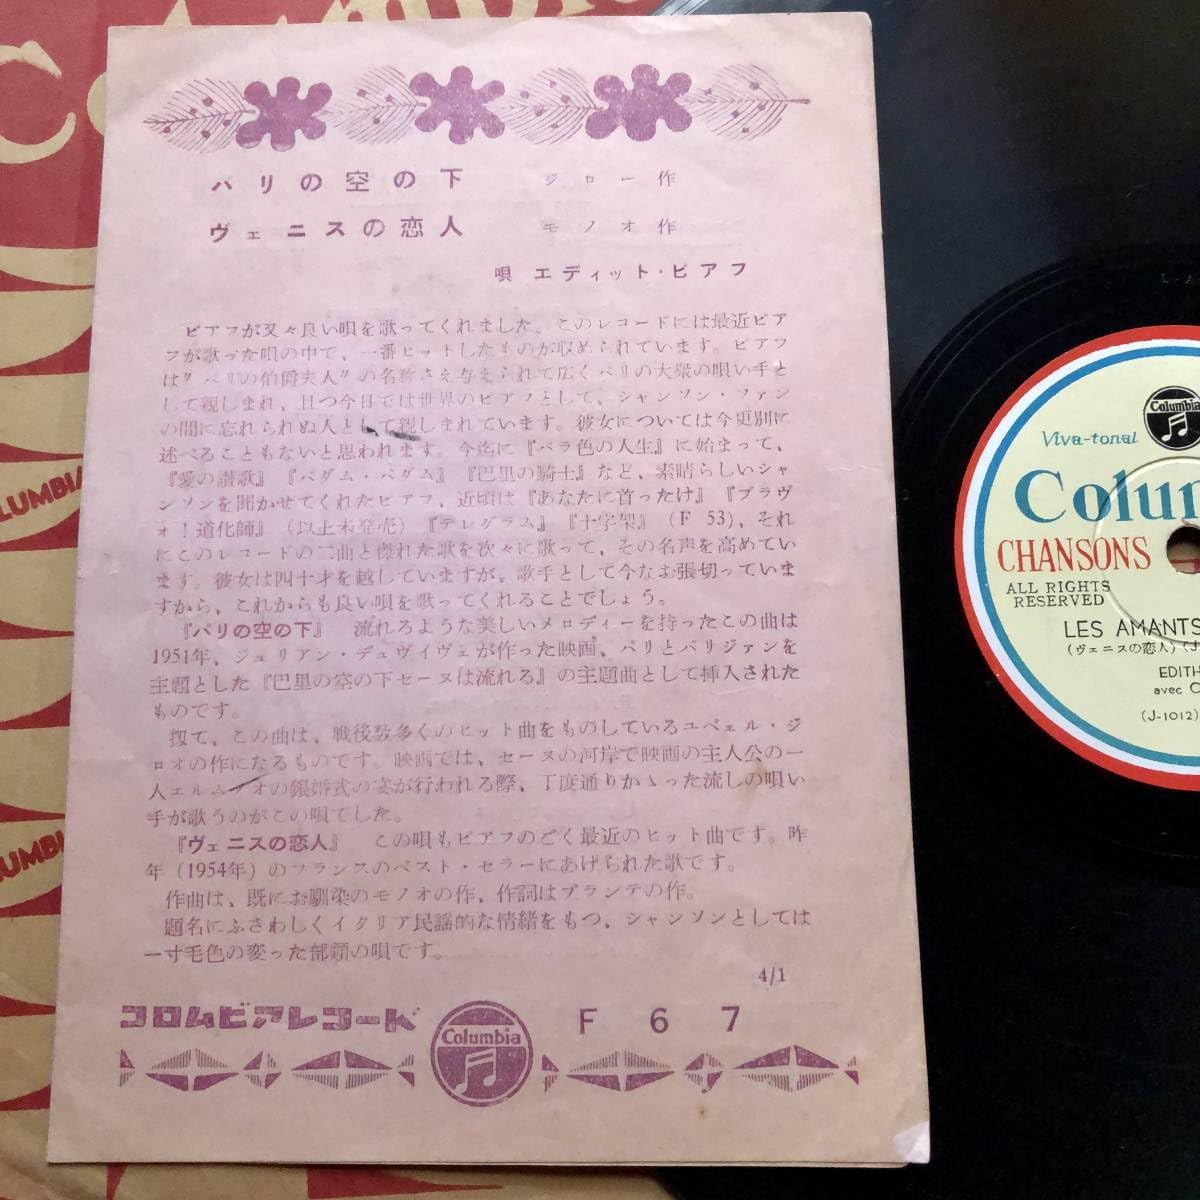 パリの空の下 ジロー作
ヴェニスの恋人 モノオ作
唄 エディット・ピアフ
ピアフが又々良い唄を歌ってくれました。このレコードには最近ピア
フが歌った唄の中で、一番ヒットしたものが収められています。ピアフ
は〃パリの伯爵夫人〃の名称さえ与えられて広くパリの大衆の唄い手と
して親しまれ、且つ今日では世界のピアフとして、シャンソン・ファン
の間に忘れられぬ人として親しまれています。彼女については今更別に
述べることもないと思われます。今迄に『バラ色の人生』に始まって、
『愛の讃歌』『パダム・パダム』『巴里の騎士』など、素晴らしいシャ
ンソンを聞かせてくれたピアフ、近頃は『あなたに首ったけ』『ブラヴ
ォ！道化師』（以上未発売）『テレグラム』『十字架』（F 53）、それ
にこのレコードの二曲と傑れた歌を次々に歌って、その名声を高めてい
ます。彼女は四十才を越していますが、歌手として今なお張切っていま
すから、これからも良い唄を歌ってくれることでしょう。
『パリの空の下』 流れるような美しいメロディーを持ったこの曲は
1951年、ジュリアン・デュヴィヴェが作った映画、パリとパリジァンを
主題とした『巴里の空の下セーヌは流れる』の主題曲として挿入された
ものです。
扨て、この曲は、戦後数多くのヒット曲をものしているユベェル・ジ
ロオの作になるものです。映画では、セーヌの河岸で映画の主人公の一
人エルムノオの銀婚式の宴が行われる際、丁度通りかゝった流しの唄い
手が歌うのがこの唄でした。
『ヴェニスの恋人』 この唄もピアフのごく最近のヒット曲です。昨
年（1954年）のフランスのベスト・セラーにあげられた歌です。
作曲は、既にお馴染のモノオの作、作詞はプランテの作。
題名にふさわしくイタリア民謡的な情緒をもつ、シャンソンとしては
一寸毛色の変った部類の唄です。
4/1
コロムビアレコード Columbia F 67
Columbia
Viva-tonal
Colum
CHANSONS
ALL RIGHTS
RESERVED
LES AMANTS
(ヴェニスの恋人) (J
EDITH
avec O
(J-1012)
COLUMBIA
OLUMBIA